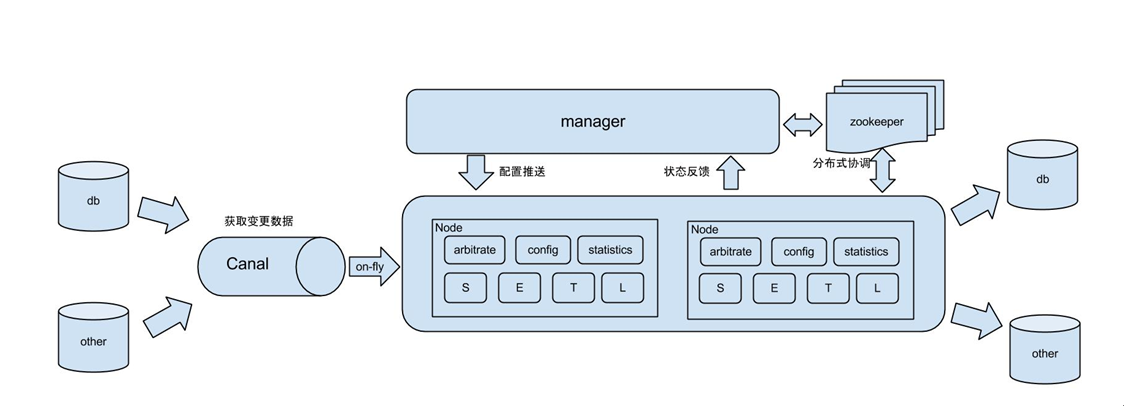 manager
zookeeper
配置推送
状态反馈
分布式协调
db
获取变更数据
Canal
on-fly
other
Node
arbitrate
config
statistics
S
E
T
L
Node
arbitrate
config
statistics
S
E
T
L
db
other